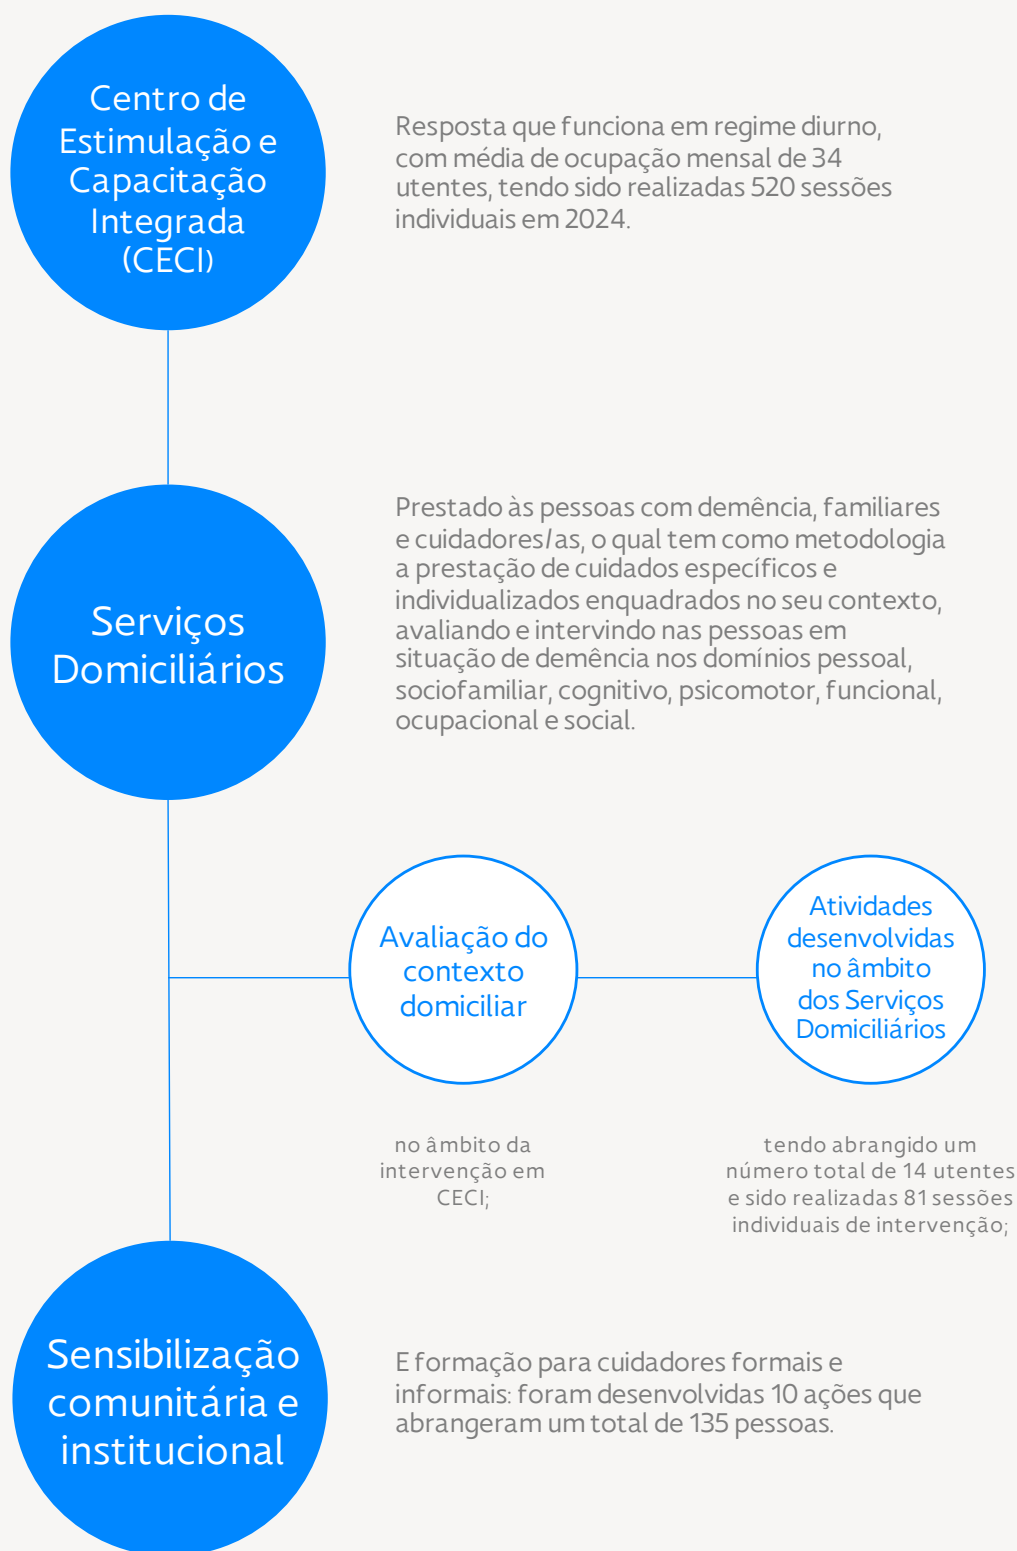 Centro de
Estimulação e
Capacitação
Integrada
(CECI)
Resposta que funciona em regime diurno,
com média de ocupação mensal de 34
utentes, tendo sido realizadas 520 sessões
individuais em 2024.
Serviços
Domiciliários
Prestado às pessoas com demência, familiares
e cuidadores/as, o qual tem como metodologia
a prestação de cuidados específicos e
individualizados enquadrados no seu contexto,
avaliando e intervindo nas pessoas em
situação de demência nos domínios pessoal,
sociofamiliar, cognitivo, psicomotor, funcional,
ocupacional e social.
Avaliação do
contexto
domiciliar
no âmbito da
intervenção em
CECI;
Atividades
desenvolvidas
no âmbito
dos Serviços
Domiciliários
tendo abrangido um
número total de 14 utentes
e sido realizadas 81 sessões
individuais de intervenção;
Sensibilização
comunitária e
institucional
E formação para cuidadores formais e
informais: foram desenvolvidas 10 ações que
abrangeram um total de 135 pessoas.